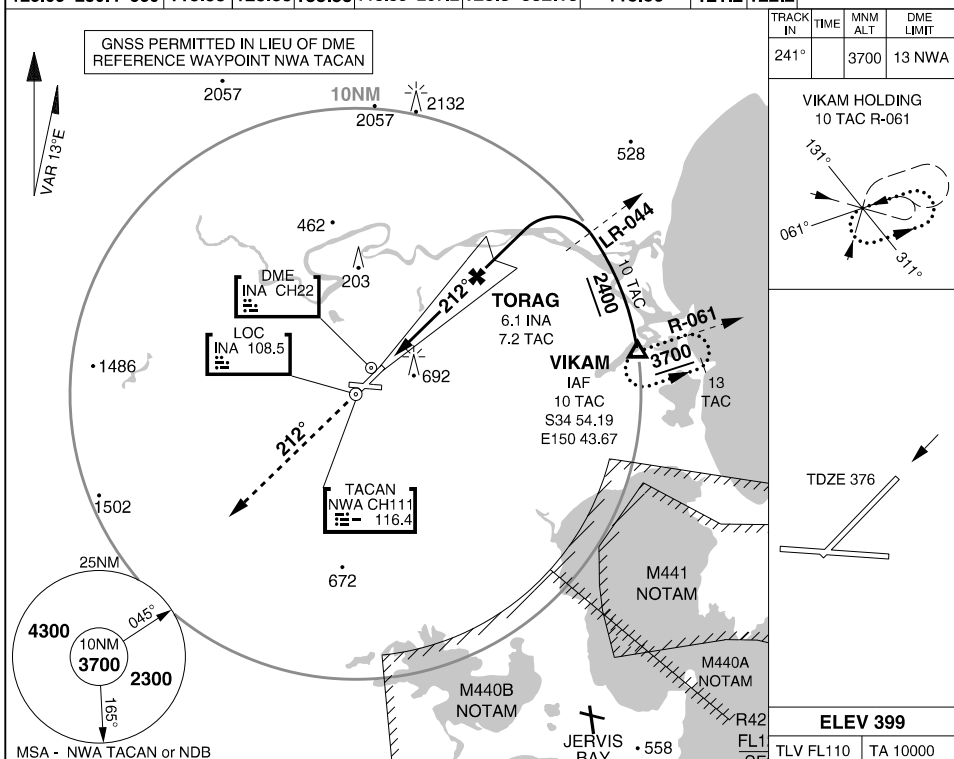 TRACK IN TIME MNM ALT DME LIMIT
241° 3700 13 NWA
GNSS PERMITTED IN LIEU OF DME
REFERENCE WAYPOINT NWA TACAN
VAR 13°E
2057
10NM
2057
2132
528
462
203
DME
INA CH22
LOC
INA 108.5
1486
692
212°
TORAG
6.1 INA
7.2 TAC
LR-044
10 TAC
2400
R-061
3700
13
TAC
VIKAM
IAF
10 TAC
S34 54.19
E150 43.67
212°
TACAN
NWA CH111
116.4
1502
672
25NM
4300
10NM
3700
2300
045°
165°
MSA - NWA TACAN or NDB
M441
NOTAM
M440A
NOTAM
M440B
NOTAM
R42
JERVIS
BAY
558
VIKAM HOLDING
10 TAC R-061
131°
061°
311°
TDZE 376
ELEV 399
TLV FL110 TA 10000